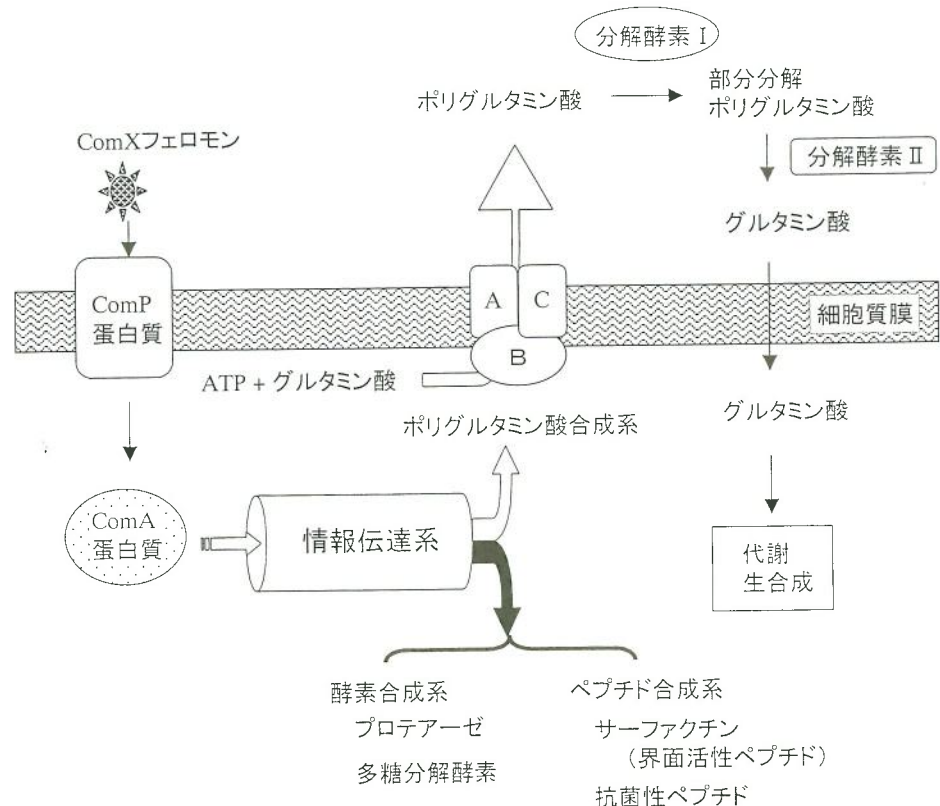 分解酵素 I
ポリグルタミン酸
部分分解
ポリグルタミン酸
ComXフェロモン
分解酵素 II
グルタミン酸
ComP
蛋白質
A
C
B
細胞質膜
ATP + グルタミン酸
グルタミン酸
ポリグルタミン酸合成系
ComA
蛋白質
情報伝達系
代謝
生合成
酵素合成系
プロテアーゼ
多糖分解酵素
ペプチド合成系
サーファクチン
(界面活性ペプチド)
抗菌性ペプチド